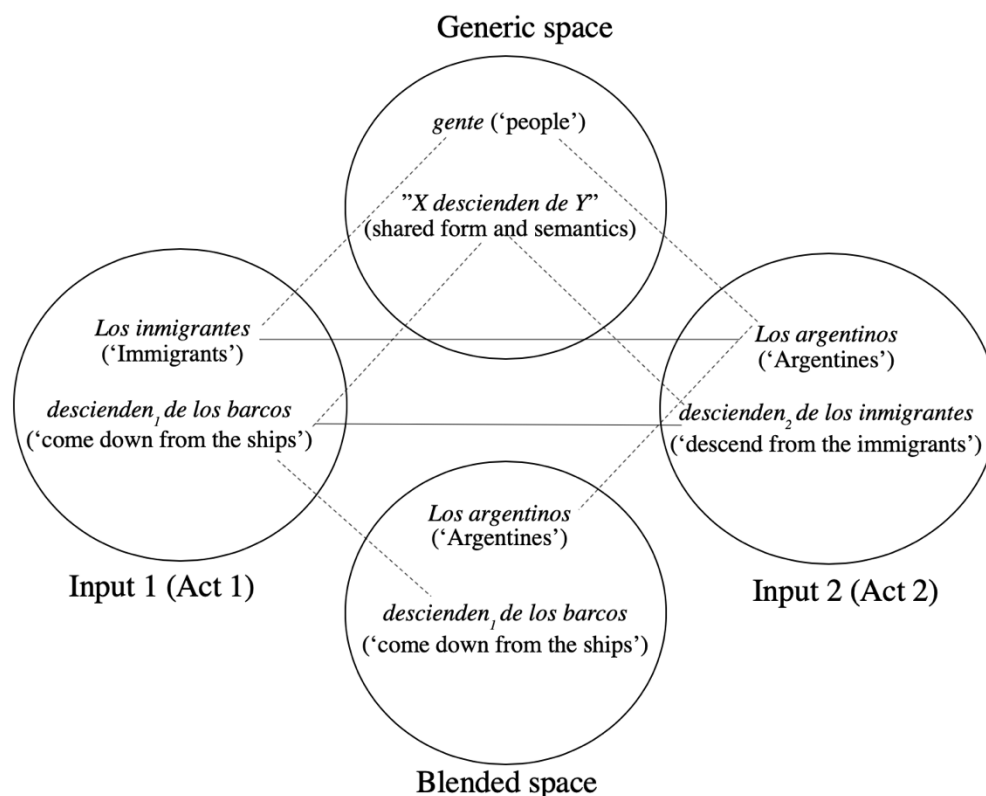 Generic space
gente (‘people’)
”X descienden de Y”
(shared form and semantics)
Los inmigrantes
(‘Immigrants’)
descienden1 de los barcos
(‘come down from the ships’)
Input 1 (Act 1)
Los argentinos
(‘Argentines’)
descienden2 de los inmigrantes
(‘descend from the immigrants’)
Input 2 (Act 2)
Los argentinos
(‘Argentines’)
descienden1 de los barcos
(‘come down from the ships’)
Blended space